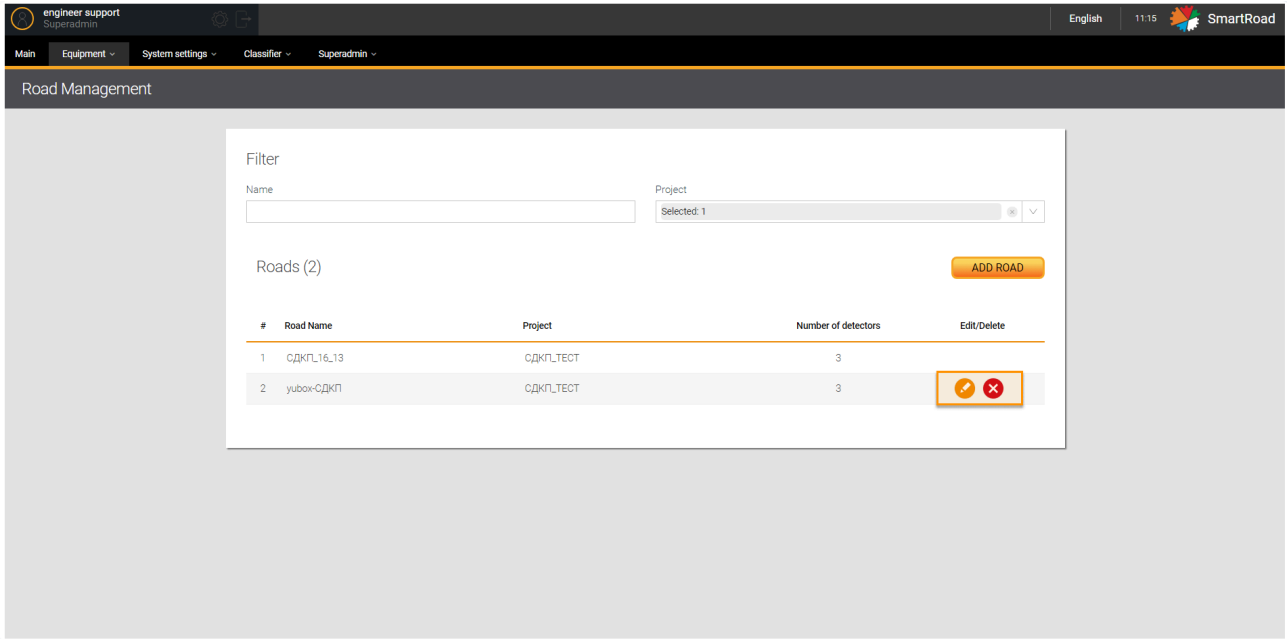 engineer support
Superadmin
English 11:15 SmartRoad
Main Equipment System settings Classifier Superadmin
Road Management
Filter
Name Project
Selected: 1
Roads (2) ADD ROAD
# Road Name Project Number of detectors Edit/Delete
1 СДКП_16_13 СДКП_ТЕСТ 3
2 yubox-СДКП СДКП_ТЕСТ 3